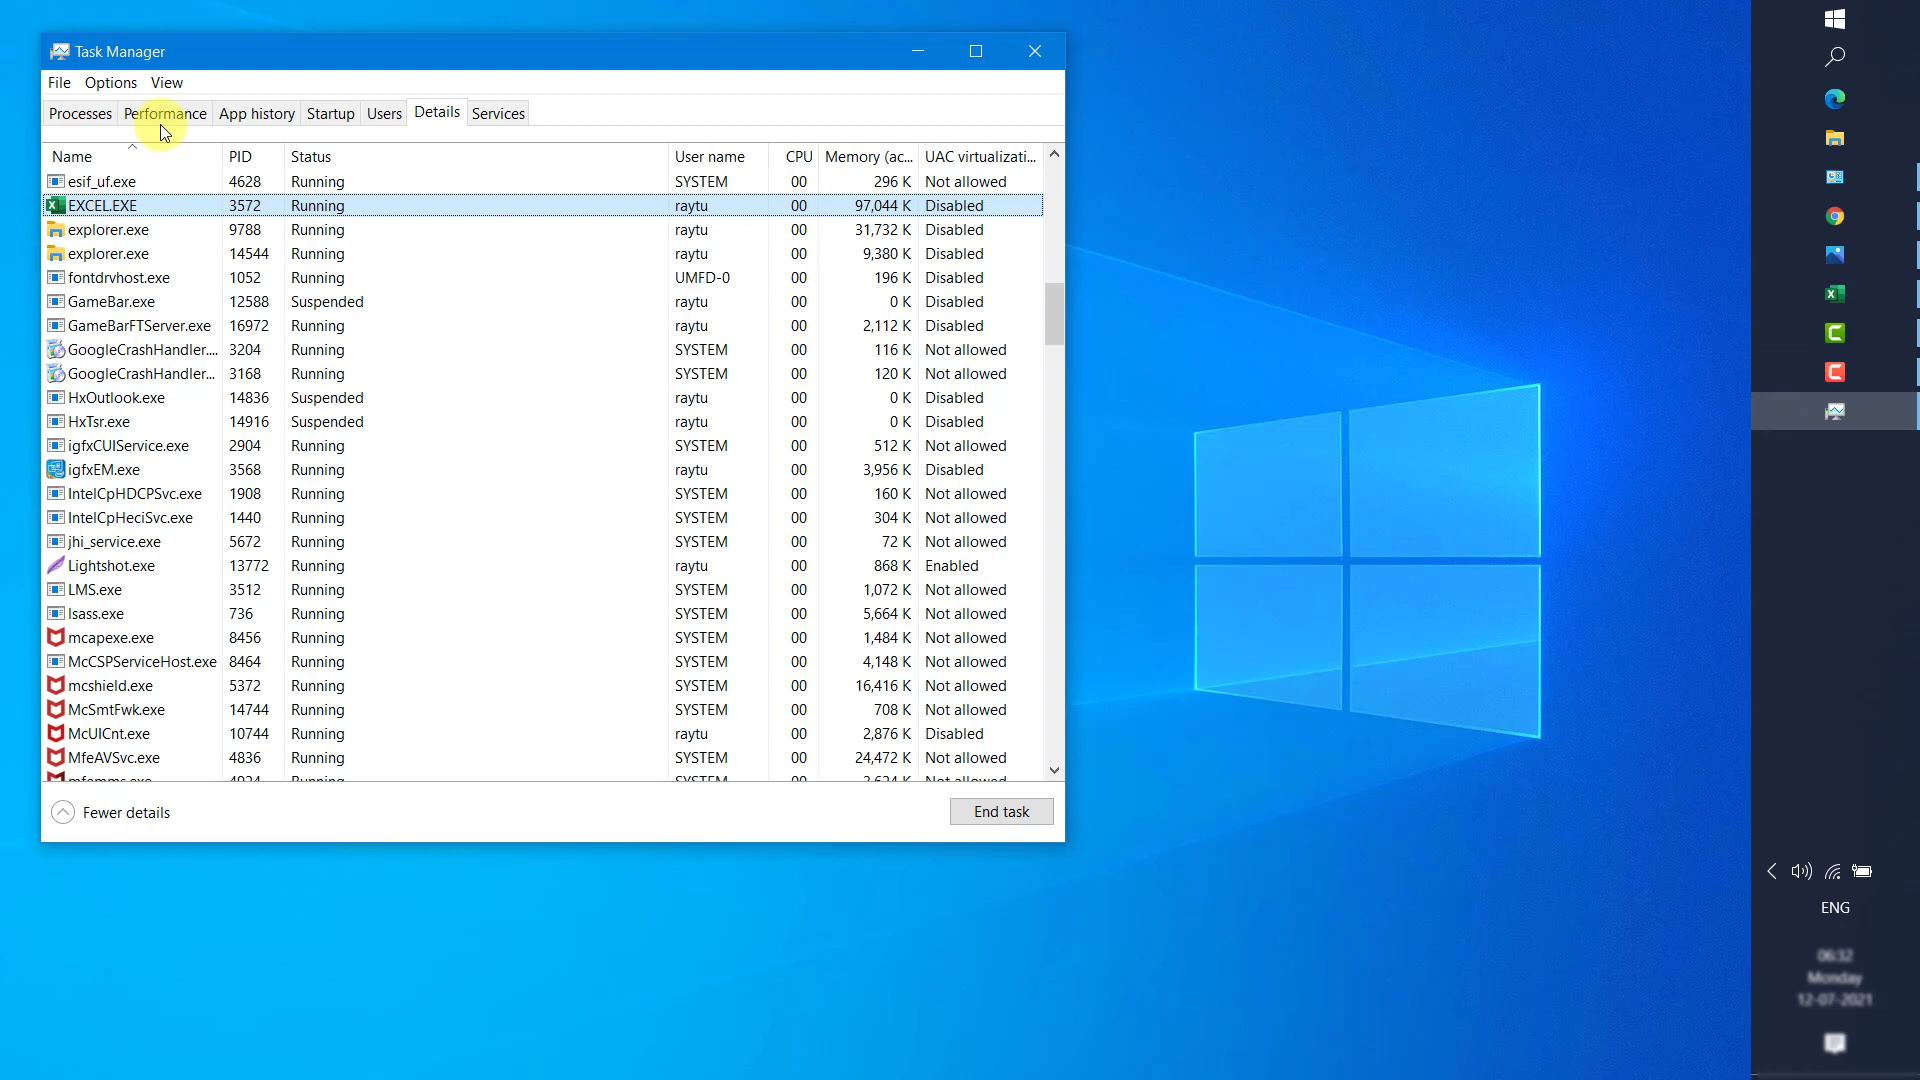 Task Manager
File Options View
Processes Performance App history Startup Users Details Services
Name PID Status User name CPU Memory (ac... UAC virtualizati...
esif_uf.exe 4628 Running SYSTEM 00 296 K Not allowed
EXCEL.EXE 3572 Running raytu 00 97,044 K Disabled
explorer.exe 9788 Running raytu 00 31,732 K Disabled
explorer.exe 14544 Running raytu 00 9,380 K Disabled
fontdrvhost.exe 1052 Running UMFD-0 00 196 K Disabled
GameBar.exe 12588 Suspended raytu 00 0 K Disabled
GameBarFTServer.exe 16972 Running raytu 00 2,112 K Disabled
GoogleCrashHandler.... 3204 Running SYSTEM 00 116 K Not allowed
GoogleCrashHandler... 3168 Running SYSTEM 00 120 K Not allowed
HxOutlook.exe 14836 Suspended raytu 00 0 K Disabled
HxTsr.exe 14916 Suspended raytu 00 0 K Disabled
igfxCUIService.exe 2904 Running SYSTEM 00 512 K Not allowed
igfxEM.exe 3568 Running raytu 00 3,956 K Disabled
IntelCpHDCPSvc.exe 1908 Running SYSTEM 00 160 K Not allowed
IntelCpHeciSvc.exe 1440 Running SYSTEM 00 304 K Not allowed
jhi_service.exe 5672 Running SYSTEM 00 72 K Not allowed
Lightshot.exe 13772 Running raytu 00 868 K Enabled
LMS.exe 3512 Running SYSTEM 00 1,072 K Not allowed
lsass.exe 736 Running SYSTEM 00 5,664 K Not allowed
mcapexe.exe 8456 Running SYSTEM 00 1,484 K Not allowed
McCSPServiceHost.exe 8464 Running SYSTEM 00 4,148 K Not allowed
mcshield.exe 5372 Running SYSTEM 00 16,416 K Not allowed
McSmtFwk.exe 14744 Running SYSTEM 00 708 K Not allowed
McUICnt.exe 10744 Running raytu 00 2,876 K Disabled
MfeAVSvc.exe 4836 Running SYSTEM 00 24,472 K Not allowed
Running SYSTEM 00 Not allowed
Fewer details End task
ENG
06:32
Monday
12-07-2021